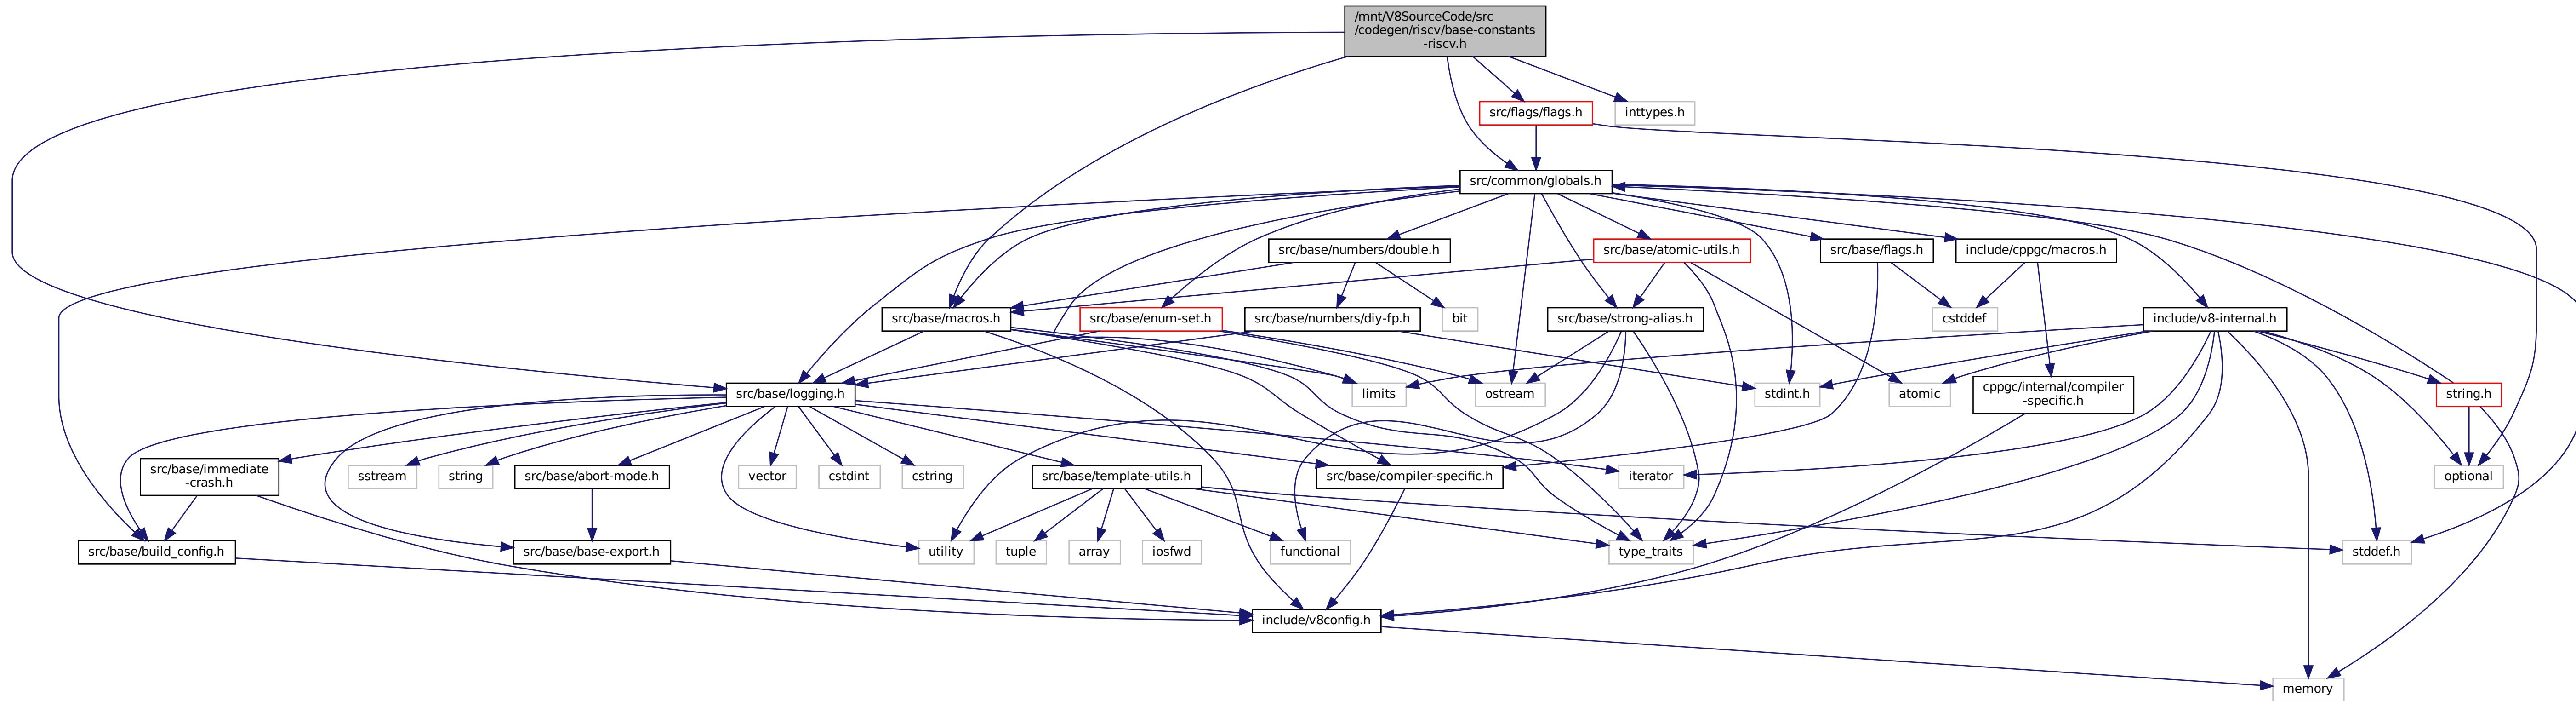 /mnt/V8SourceCode/src
/codegen/riscv/base-constants
-riscv.h
src/flags/flags.h
inttypes.h
src/common/globals.h
src/base/numbers/double.h
src/base/atomic-utils.h
src/base/flags.h
include/cppgc/macros.h
src/base/macros.h
src/base/enum-set.h
src/base/numbers/diy-fp.h
bit
src/base/strong-alias.h
cstddef
include/v8-internal.h
src/base/logging.h
limits
ostream
stdint.h
atomic
cppgc/internal/compiler
-specific.h
string.h
src/base/immediate
-crash.h
sstream
string
src/base/abort-mode.h
vector
cstdint
cstring
src/base/template-utils.h
src/base/compiler-specific.h
iterator
optional
src/base/build_config.h
src/base/base-export.h
utility
tuple
array
iosfwd
functional
type_traits
stddef.h
include/v8config.h
memory